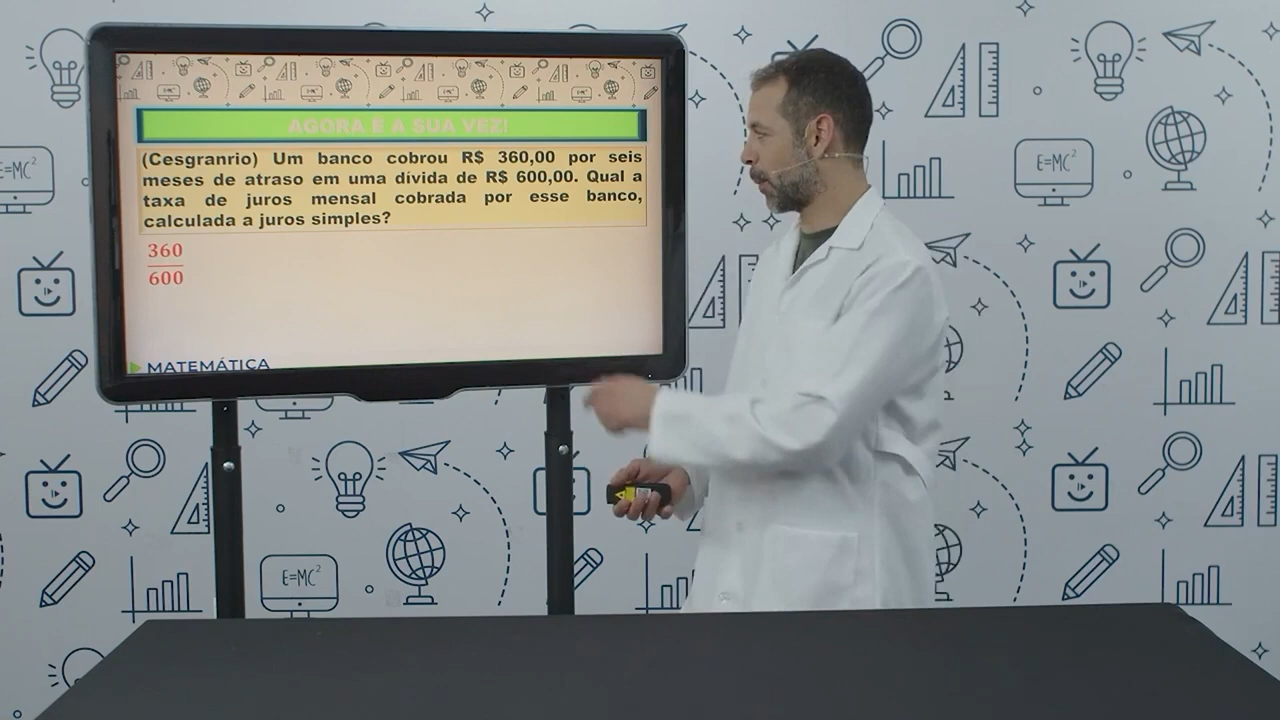 AGORA É A SUA VEZ!
(Cesgranrio) Um banco cobrou R$ 360,00 por seis
meses de atraso em uma dívida de R$ 600,00. Qual a
taxa de juros mensal cobrada por esse banco,
calculada a juros simples?
360
600
MATEMÁTICA
E=MC²
E=MC²
E=MC²